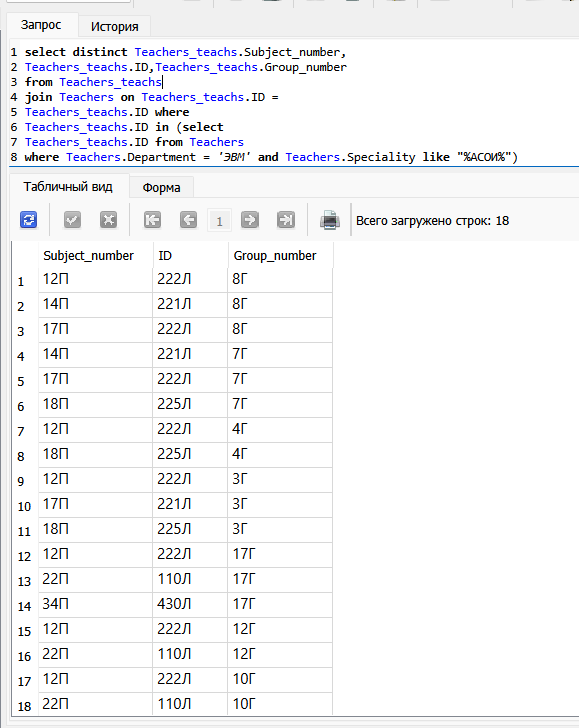 Запрос История
1 select distinct Teachers_teachs.Subject_number,
2 Teachers_teachs.ID,Teachers_teachs.Group_number
3 from Teachers_teachs
4 join Teachers on Teachers_teachs.ID =
5 Teachers_teachs.ID where
6 Teachers_teachs.ID in (select
7 Teachers_teachs.ID from Teachers
8 where Teachers.Department = 'ЭВМ' and Teachers.Speciality like "%АСОИ%")
Табличный вид Форма
1 Всего загружено строк: 18
Subject_number ID Group_number
1 12П 222Л 8Г
2 14П 221Л 8Г
3 17П 222Л 8Г
4 14П 221Л 7Г
5 17П 222Л 7Г
6 18П 225Л 7Г
7 12П 222Л 4Г
8 18П 225Л 4Г
9 12П 222Л 3Г
10 17П 221Л 3Г
11 18П 225Л 3Г
12 12П 222Л 17Г
13 22П 110Л 17Г
14 34П 430Л 17Г
15 12П 222Л 12Г
16 22П 110Л 12Г
17 12П 222Л 10Г
18 22П 110Л 10Г